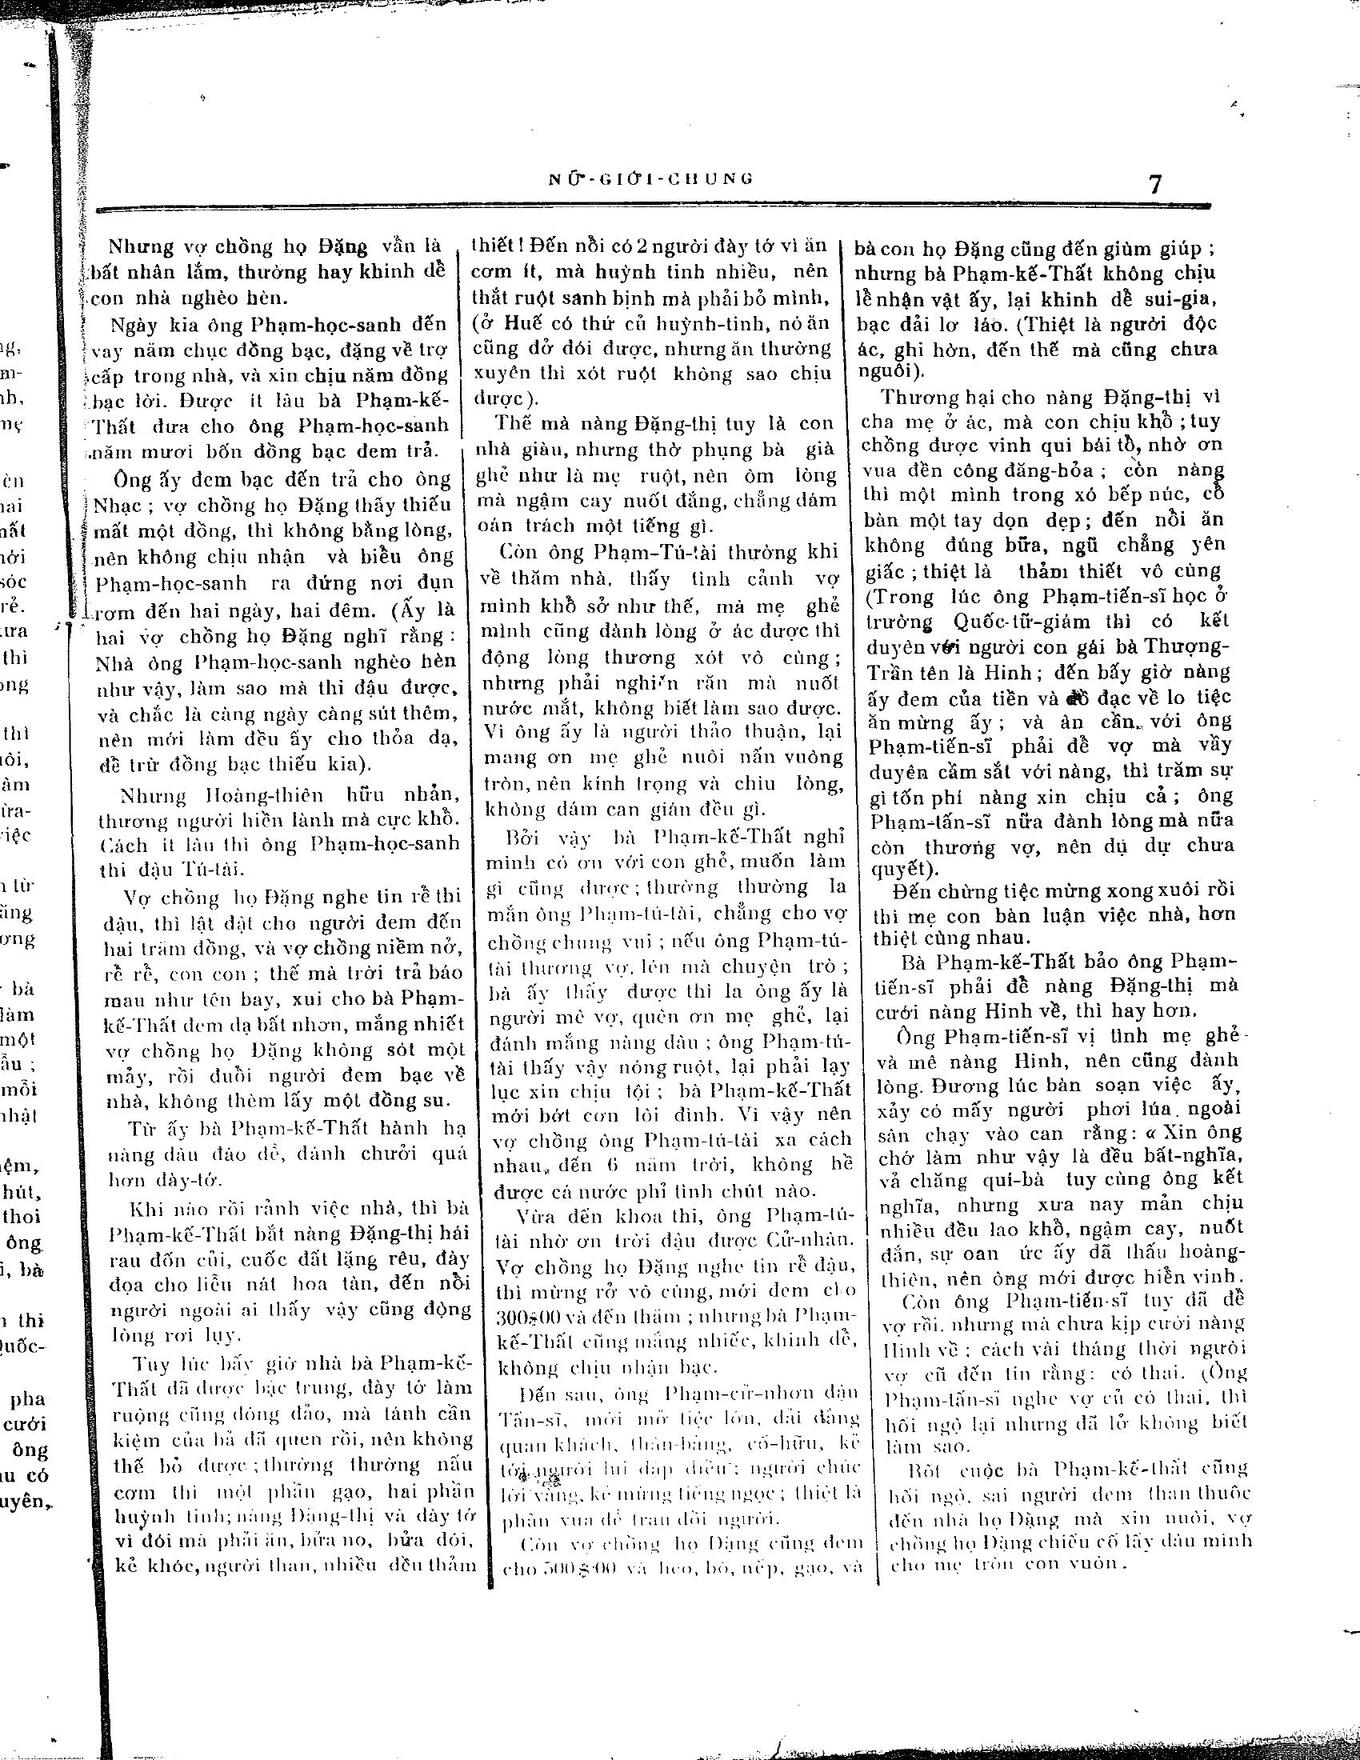 NỮ-GIỚI-CHUNG
7
Nhưng vợ chồng họ Đặng vẫn là
bất nhân lắm, thường hay khinh dễ
con nhà nghèo hèn.
Ngày kia ông Phạm-học-sanh đến
vay năm chục đồng bạc, đặng về trợ
cấp trong nhà, và xin chịu năm đồng
bạc lời. Được ít lâu bà Phạm-kế-
Thất đưa cho ông Phạm-học-sanh
năm mươi bốn đồng bạc đem trả.
Ông ấy đem bạc đến trả cho ông
Nhạc ; vợ chồng họ Đặng thấy thiếu
mất một đồng, thì không bằng lòng,
nên không chịu nhận và biểu ông
Phạm-học-sanh ra đứng nơi đụn
rơm đến hai ngày, hai đêm. (Ấy là
hai vợ chồng họ Đặng nghĩ rằng :
Nhà ông Phạm-học-sanh nghèo hèn
như vậy, làm sao mà thi đậu được,
và chắc là càng ngày càng sút thêm,
nên mới làm đều ấy cho thỏa dạ,
để trừ đồng bạc thiếu kia).
Nhưng Hoàng-thiên hữu nhãn,
thương người hiền lành mà cực khổ.
Cách ít lâu thì ông Phạm-học-sanh
thi đậu Tú-tài.
Vợ chồng họ Đặng nghe tin rể thi
đậu, thì lật đật cho người đem đến
hai trăm đồng, và vợ chồng niềm nở,
rể rể, con con ; thế mà trời trả báo
mau như tên bay, xui cho bà Phạm-
kế-Thất đem dạ bất nhơn, mắng nhiết
vợ chồng họ Đặng không sót một
mảy, rồi đuổi người đem bạc về
nhà, không thèm lấy một đồng su.
Từ ấy bà Phạm-kế-Thất hành hạ
nàng dâu đáo để, đánh chưởi quá
hơn đày-tớ.
Khi nào rồi rảnh việc nhà, thì bà
Phạm-kế-Thất bắt nàng Đặng-thị hái
rau đốn củi, cuốc đất lặng rêu, đày
đọa cho liễu nát hoa tàn, đến nỗi
người ngoài ai thấy vậy cũng động
lòng rơi lụy.
Tuy lúc bấy giờ nhà bà Phạm-kế-
Thất đã được bậc trung, đày tớ làm
ruộng cũng đông đảo, mà tánh cần
kiệm của bà đã quen rồi, nên không
thể bỏ được ; thường thường nấu
cơm thì một phần gạo, hai phần
huỳnh tinh; nàng Đặng-thị và đày tớ
vì đói mà phải ăn, bữa no, bữa đói,
kẻ khóc, người than, nhiều đều thảm
thiết ! Đến nỗi có 2 người đày tớ vì ăn
cơm ít, mà huỳnh tinh nhiều, nên
thắt ruột sanh bịnh mà phải bỏ mình,
(ở Huế có thứ củ huỳnh-tinh, nó ăn
cũng đở đói được, nhưng ăn thường
xuyên thì xót ruột không sao chịu
được).
Thế mà nàng Đặng-thị tuy là con
nhà giàu, nhưng thờ phụng bà già
ghẻ như là mẹ ruột, nên ôm lòng
mà ngậm cay nuốt đắng, chẳng dám
oán trách một tiếng gì.
Còn ông Phạm-Tú-tài thường khi
về thăm nhà, thấy tình cảnh vợ
mình khổ sở như thế, mà mẹ ghẻ
mình cũng đành lòng ở ác được thì
động lòng thương xót vô cùng ;
nhưng phải nghiến răn mà nuốt
nước mắt, không biết làm sao được.
Vì ông ấy là người thảo thuận, lại
mang ơn mẹ ghẻ nuôi nấn vuông
tròn, nên kính trọng và chìu lòng,
không dám can gián đều gì.
Bởi vậy bà Phạm-kế-Thất nghỉ
mình có ơn với con ghẻ, muốn làm
gì cũng được ; thường thường la
mắn ông Phạm-tú-tài, chẳng cho vợ
chồng chung vui ; nếu ông Phạm-tú-
tài thương vợ, lén mà chuyện trò ;
bà ấy thấy được thì la ông ấy là
người mê vợ, quên ơn mẹ ghẻ, lại
đánh mắng nàng dâu ; ông Phạm-tú-
tài thấy vậy nóng ruột, lại phải lạy
lục xin chịu tội ; bà Phạm-kế-Thất
mới bớt cơn lôi đình. Vì vậy nên
vợ chồng ông Phạm-tú-tài xa cách
nhau, đến 6 năm trời, không hề
được cá nước phỉ tình chút nào.
Vừa đến khoa thi, ông Phạm-tú-
tài nhờ ơn trời đậu được Cử-nhân.
Vợ chồng họ Đặng nghe tin rể đậu,
thì mừng rở vô cùng, mới đem cho
300$00 và đến thăm ; nhưng bà Phạm-
kế-Thất cũng mắng nhiếc, khinh dể,
không chịu nhận bạc.
Đến sau, ông Phạm-cử-nhơn đậu
Tấn-sĩ, mới mở tiệc lớn, đải đằng
quan khách, thân-bằng, cố-hữu, kẻ
tới người lui dập diều ; người chúc
lời vàng, kẻ mừng tiếng ngọc ; thiệt là
phần vua để trau dồi người.
Còn vợ chồng họ Đặng cũng đem
cho 500$00 và heo, bò, nếp, gạo, và
bà con họ Đặng cũng đến giùm giúp ;
nhưng bà Phạm-kế-Thất không chịu
lể nhận vật ấy, lại khinh dể sui-gia,
bạc đải lơ láo. (Thiệt là người độc
ác, ghi hờn, đến thế mà cũng chưa
nguôi).
Thương hại cho nàng Đặng-thị vì
cha mẹ ở ác, mà con chịu khổ ; tuy
chồng được vinh qui bái tổ, nhờ ơn
vua đền công đăng-hỏa ; còn nàng
thì một mình trong xó bếp núc, cổ
bàn một tay dọn dẹp ; đến nỗi ăn
không đúng bữa, ngũ chẳng yên
giấc ; thiệt là thảm thiết vô cùng
(Trong lúc ông Phạm-tiến-sĩ học ở
trường Quốc-tữ-giám thì có kết
duyên với người con gái bà Thượng-
Trần tên là Hinh ; đến bấy giờ nàng
ấy đem của tiền và đồ đạc về lo tiệc
ăn mừng ấy ; và ân cần, với ông
Phạm-tiến-sĩ phải để vợ mà vầy
duyên cầm sắt với nàng, thì trăm sự
gì tốn phí nàng xin chịu cả ; ông
Phạm-tấn-sĩ nữa đành lòng mà nữa
còn thương vợ, nên dụ dự chưa
quyết).
Đến chừng tiệc mừng xong xuôi rồi
thì mẹ con bàn luận việc nhà, hơn
thiệt cùng nhau.
Bà Phạm-kế-Thất bảo ông Phạm-
tiến-sĩ phải để nàng Đặng-thị mà
cưới nàng Hinh về, thì hay hơn.
Ông Phạm-tiến-sĩ vị tình mẹ ghẻ
và mê nàng Hinh, nên cũng đành
lòng. Đương lúc bàn soạn việc ấy,
xảy có mấy người phơi lúa ngoài
sân chạy vào can rằng: « Xin ông
chớ làm như vậy là đều bất-nghĩa,
vả chăng quí-bà tuy cùng ông kết
nghĩa, nhưng xưa nay mản chịu
nhiều đều lao khổ, ngậm cay, nuốt
đắn, sự oan ức ấy đã thấu hoàng-
thiên, nên ông mới được hiển vinh.
Còn ông Phạm-tiến-sĩ tuy đã để
vợ rồi, nhưng mà chưa kịp cưới nàng
Hinh về ; cách vài tháng thời người
vợ cũ đến tin rằng: có thai. (Ông
Phạm-tấn-sĩ nghe vợ củ có thai, thì
hồi ngộ lại nhưng đã lở không biết
làm sao.
Rốt cuộc bà Phạm-kế-thất cũng
hồi ngộ, sai người đem than thuốc
đến nhà họ Đặng mà xin nuôi, vợ
chồng họ Đặng chiếu cố lấy dâu mình
cho mẹ tròn con vuôn.